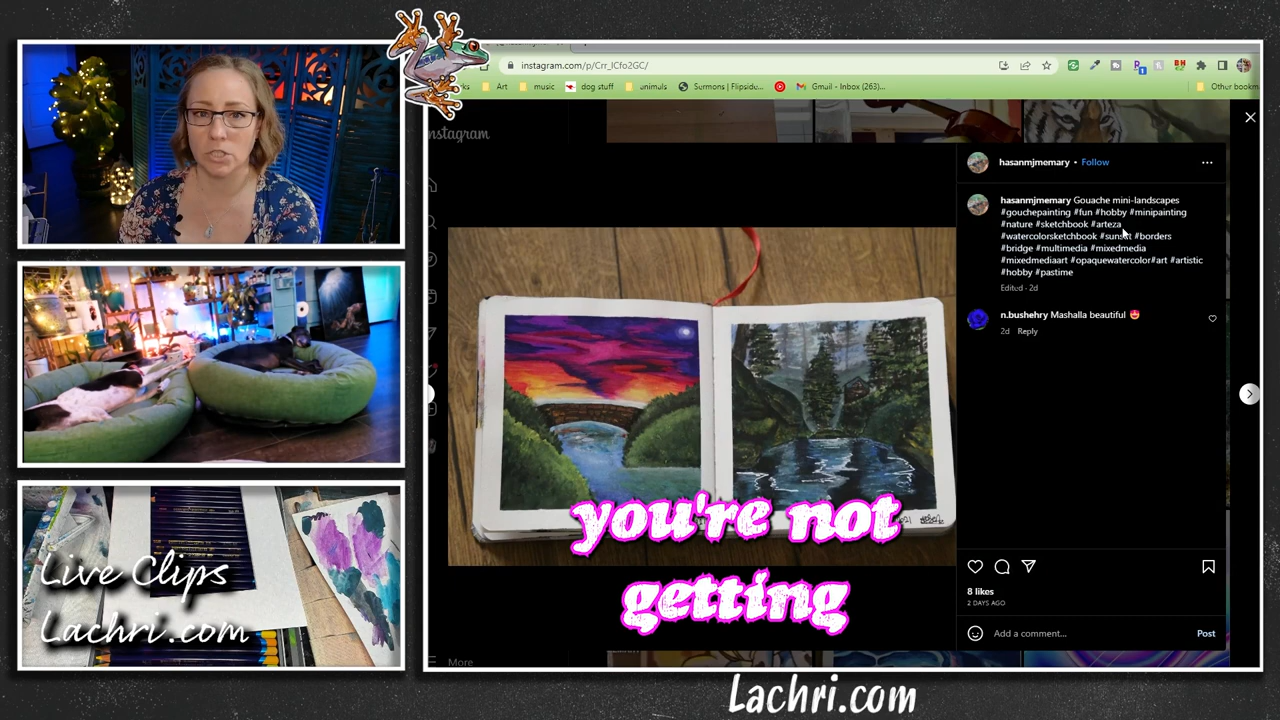 instagram.com/p/Crr_ICfo2GC/
Art
music
dog stuff
animals
Sermons | Flipside...
Gmail - Inbox (263)...
Other bookm
hasanmjmemary • Follow
hasanmjmemary Gouache mini-landscapes
#gouchepainting #fun #hobby #minipainting
#nature #sketchbook #arteza
#watercolorsketchbook #sunset #borders
#bridge #multimedia #mixedmedia
#mixedmediaart #opaquewatercolor#art #artistic
#hobby #pastime
Edited · 2d
n.bushehry Mashalla beautiful 😍
2d Reply
you're not
getting
8 likes
2 DAYS AGO
Add a comment...
Post
More
Live Clips
Lachri.com
Lachri.com